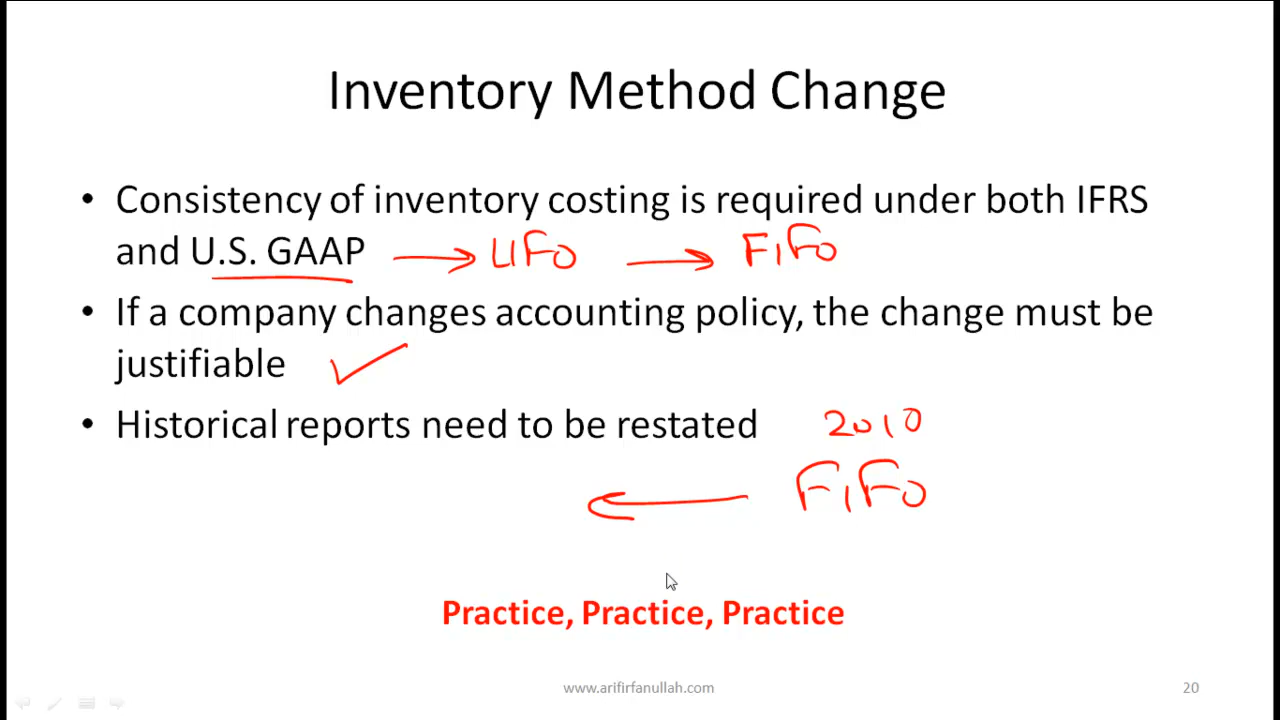 Inventory Method Change
• Consistency of inventory costing is required under both IFRS
and U.S. GAAP → LIFO → FIFO
• If a company changes accounting policy, the change must be
justifiable ✓
• Historical reports need to be restated 2010
← FIFO
Practice, Practice, Practice
www.arifirfanullah.com 20